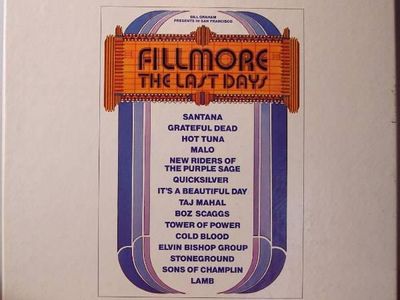 BILL GRAHAM
PRESENTS IN SAN FRANCISCO
FILLMORE
THE LAST DAYS
SANTANA
GRATEFUL DEAD
HOT TUNA
MALO
NEW RIDERS OF
THE PURPLE SAGE
QUICKSILVER
IT'S A BEAUTIFUL DAY
TAJ MAHAL
BOZ SCAGGS
TOWER OF POWER
COLD BLOOD
ELVIN BISHOP GROUP
STONEGROUND
SONS OF CHAMPLIN
LAMB